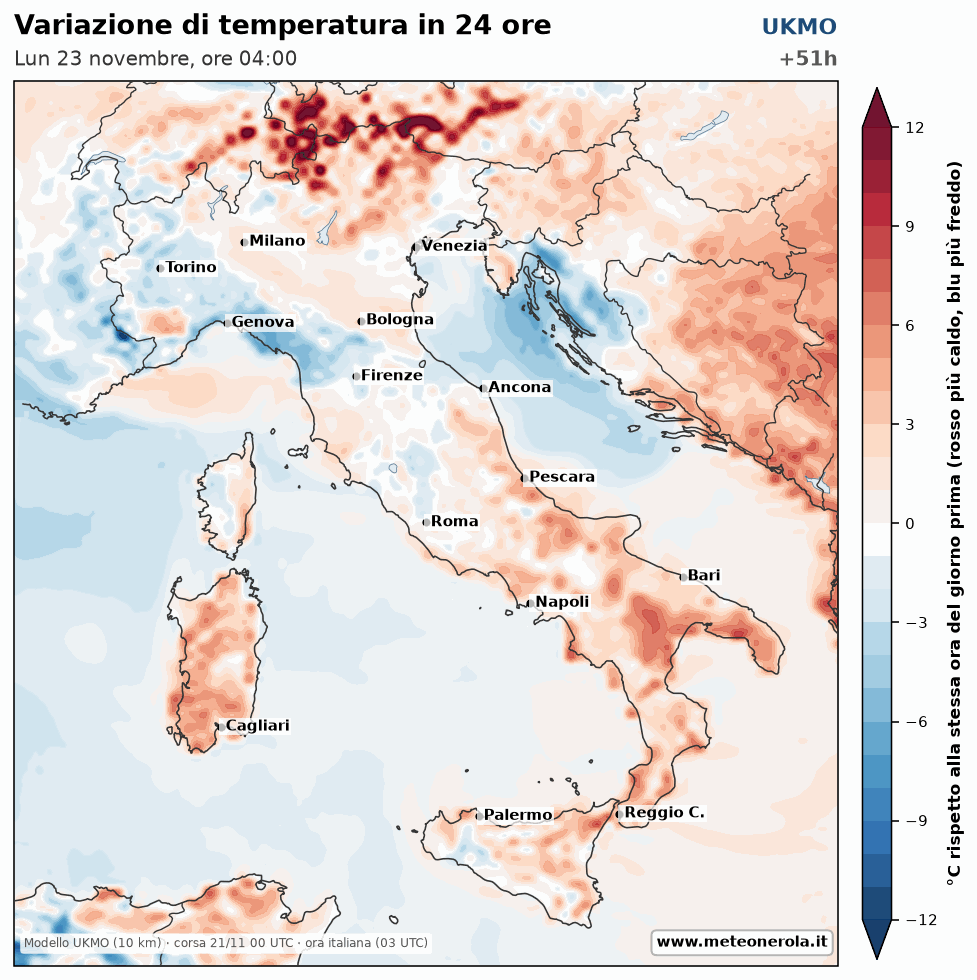 Variazione di temperatura in 24 ore
UKMO
Lun 23 novembre, ore 04:00
+51h
Milano
Venezia
Torino
Genova
Bologna
Firenze
Ancona
Pescara
Roma
Bari
Napoli
Cagliari
Palermo
Reggio C.
12
9
6
3
0
−3
−6
−9
−12
°C rispetto alla stessa ora del giorno prima (rosso più caldo, blu più freddo)
Modello UKMO (10 km) · corsa 21/11 00 UTC · ora italiana (03 UTC)
www.meteonerola.it